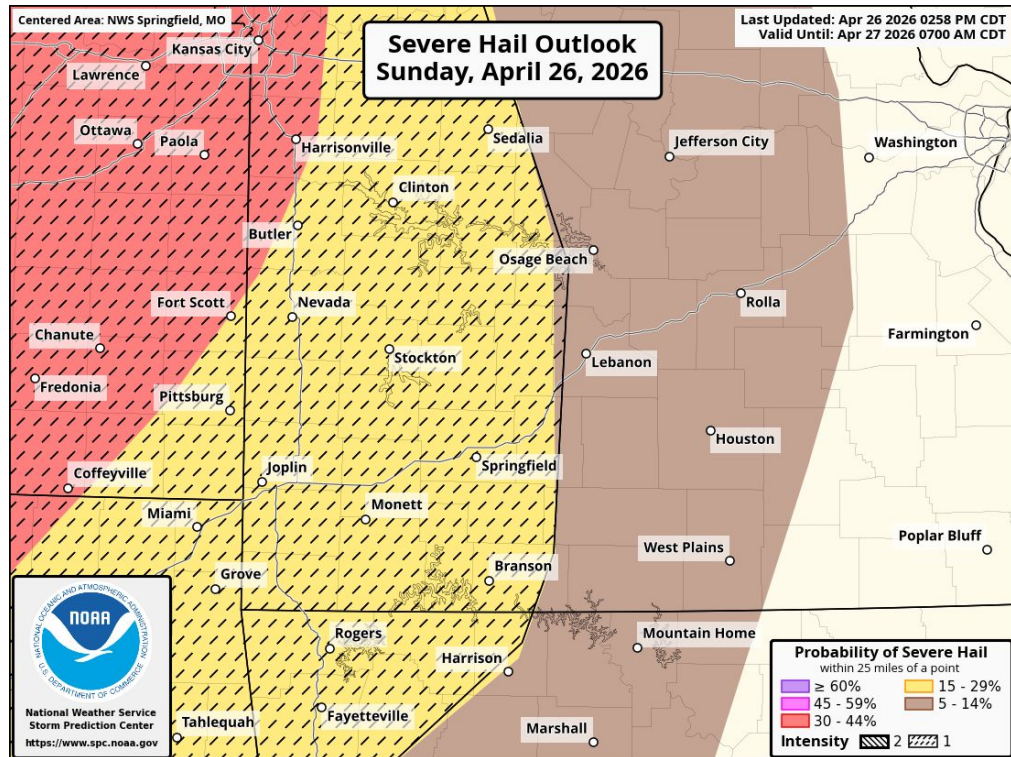 Centered Area: NWS Springfield, MO
Severe Hail Outlook
Sunday, April 26, 2026
Last Updated: Apr 26 2026 0258 PM CDT
Valid Until: Apr 27 2026 0700 AM CDT
Kansas City
Lawrence
Ottawa
Paola
Harrisonville
Sedalia
Jefferson City
Washington
Clinton
Butler
Osage Beach
Fort Scott
Nevada
Rolla
Chanute
Farmington
Stockton
Lebanon
Fredonia
Pittsburg
Houston
Coffeyville
Joplin
Springfield
Monett
Miami
Poplar Bluff
West Plains
Branson
Grove
Rogers
Mountain Home
Harrison
Fayetteville
Tahlequah
Marshall
NATIONAL OCEANIC AND ATMOSPHERIC ADMINISTRATION
NOAA
U.S. DEPARTMENT OF COMMERCE
National Weather Service
Storm Prediction Center
https://www.spc.noaa.gov
Probability of Severe Hail
within 25 miles of a point
≥ 60%
45 - 59%
30 - 44%
15 - 29%
5 - 14%
Intensity 2 1